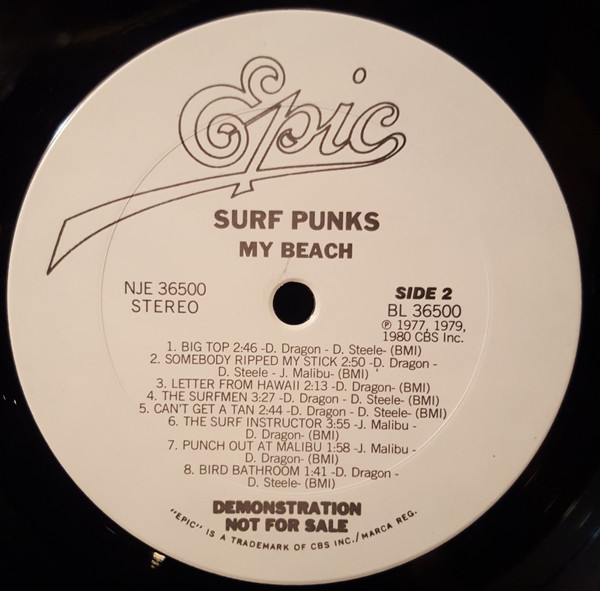 Epic
SURF PUNKS
MY BEACH
NJE 36500
STEREO
SIDE 2
BL 36500
℗ 1977, 1979,
1980 CBS Inc.
1. BIG TOP 2:46 -D. Dragon - D. Steele- (BMI)
2. SOMEBODY RIPPED MY STICK 2:50 -D. Dragon -
D. Steele - J. Malibu- (BMI)
3. LETTER FROM HAWAII 2:13 -D. Dragon- (BMI)
4. THE SURFMEN 3:27 -D. Dragon - D. Steele- (BMI)
5. CAN'T GET A TAN 2:44 -D. Dragon - D. Steele- (BMI)
6. THE SURF INSTRUCTOR 3:55 -J. Malibu -
D. Dragon- (BMI)
7. PUNCH OUT AT MALIBU 1:58 -J. Malibu -
D. Dragon- (BMI)
8. BIRD BATHROOM 1:41 -D. Dragon -
D. Steele- (BMI)
DEMONSTRATION
NOT FOR SALE
"EPIC" IS A TRADEMARK OF CBS INC./MARCA REG.